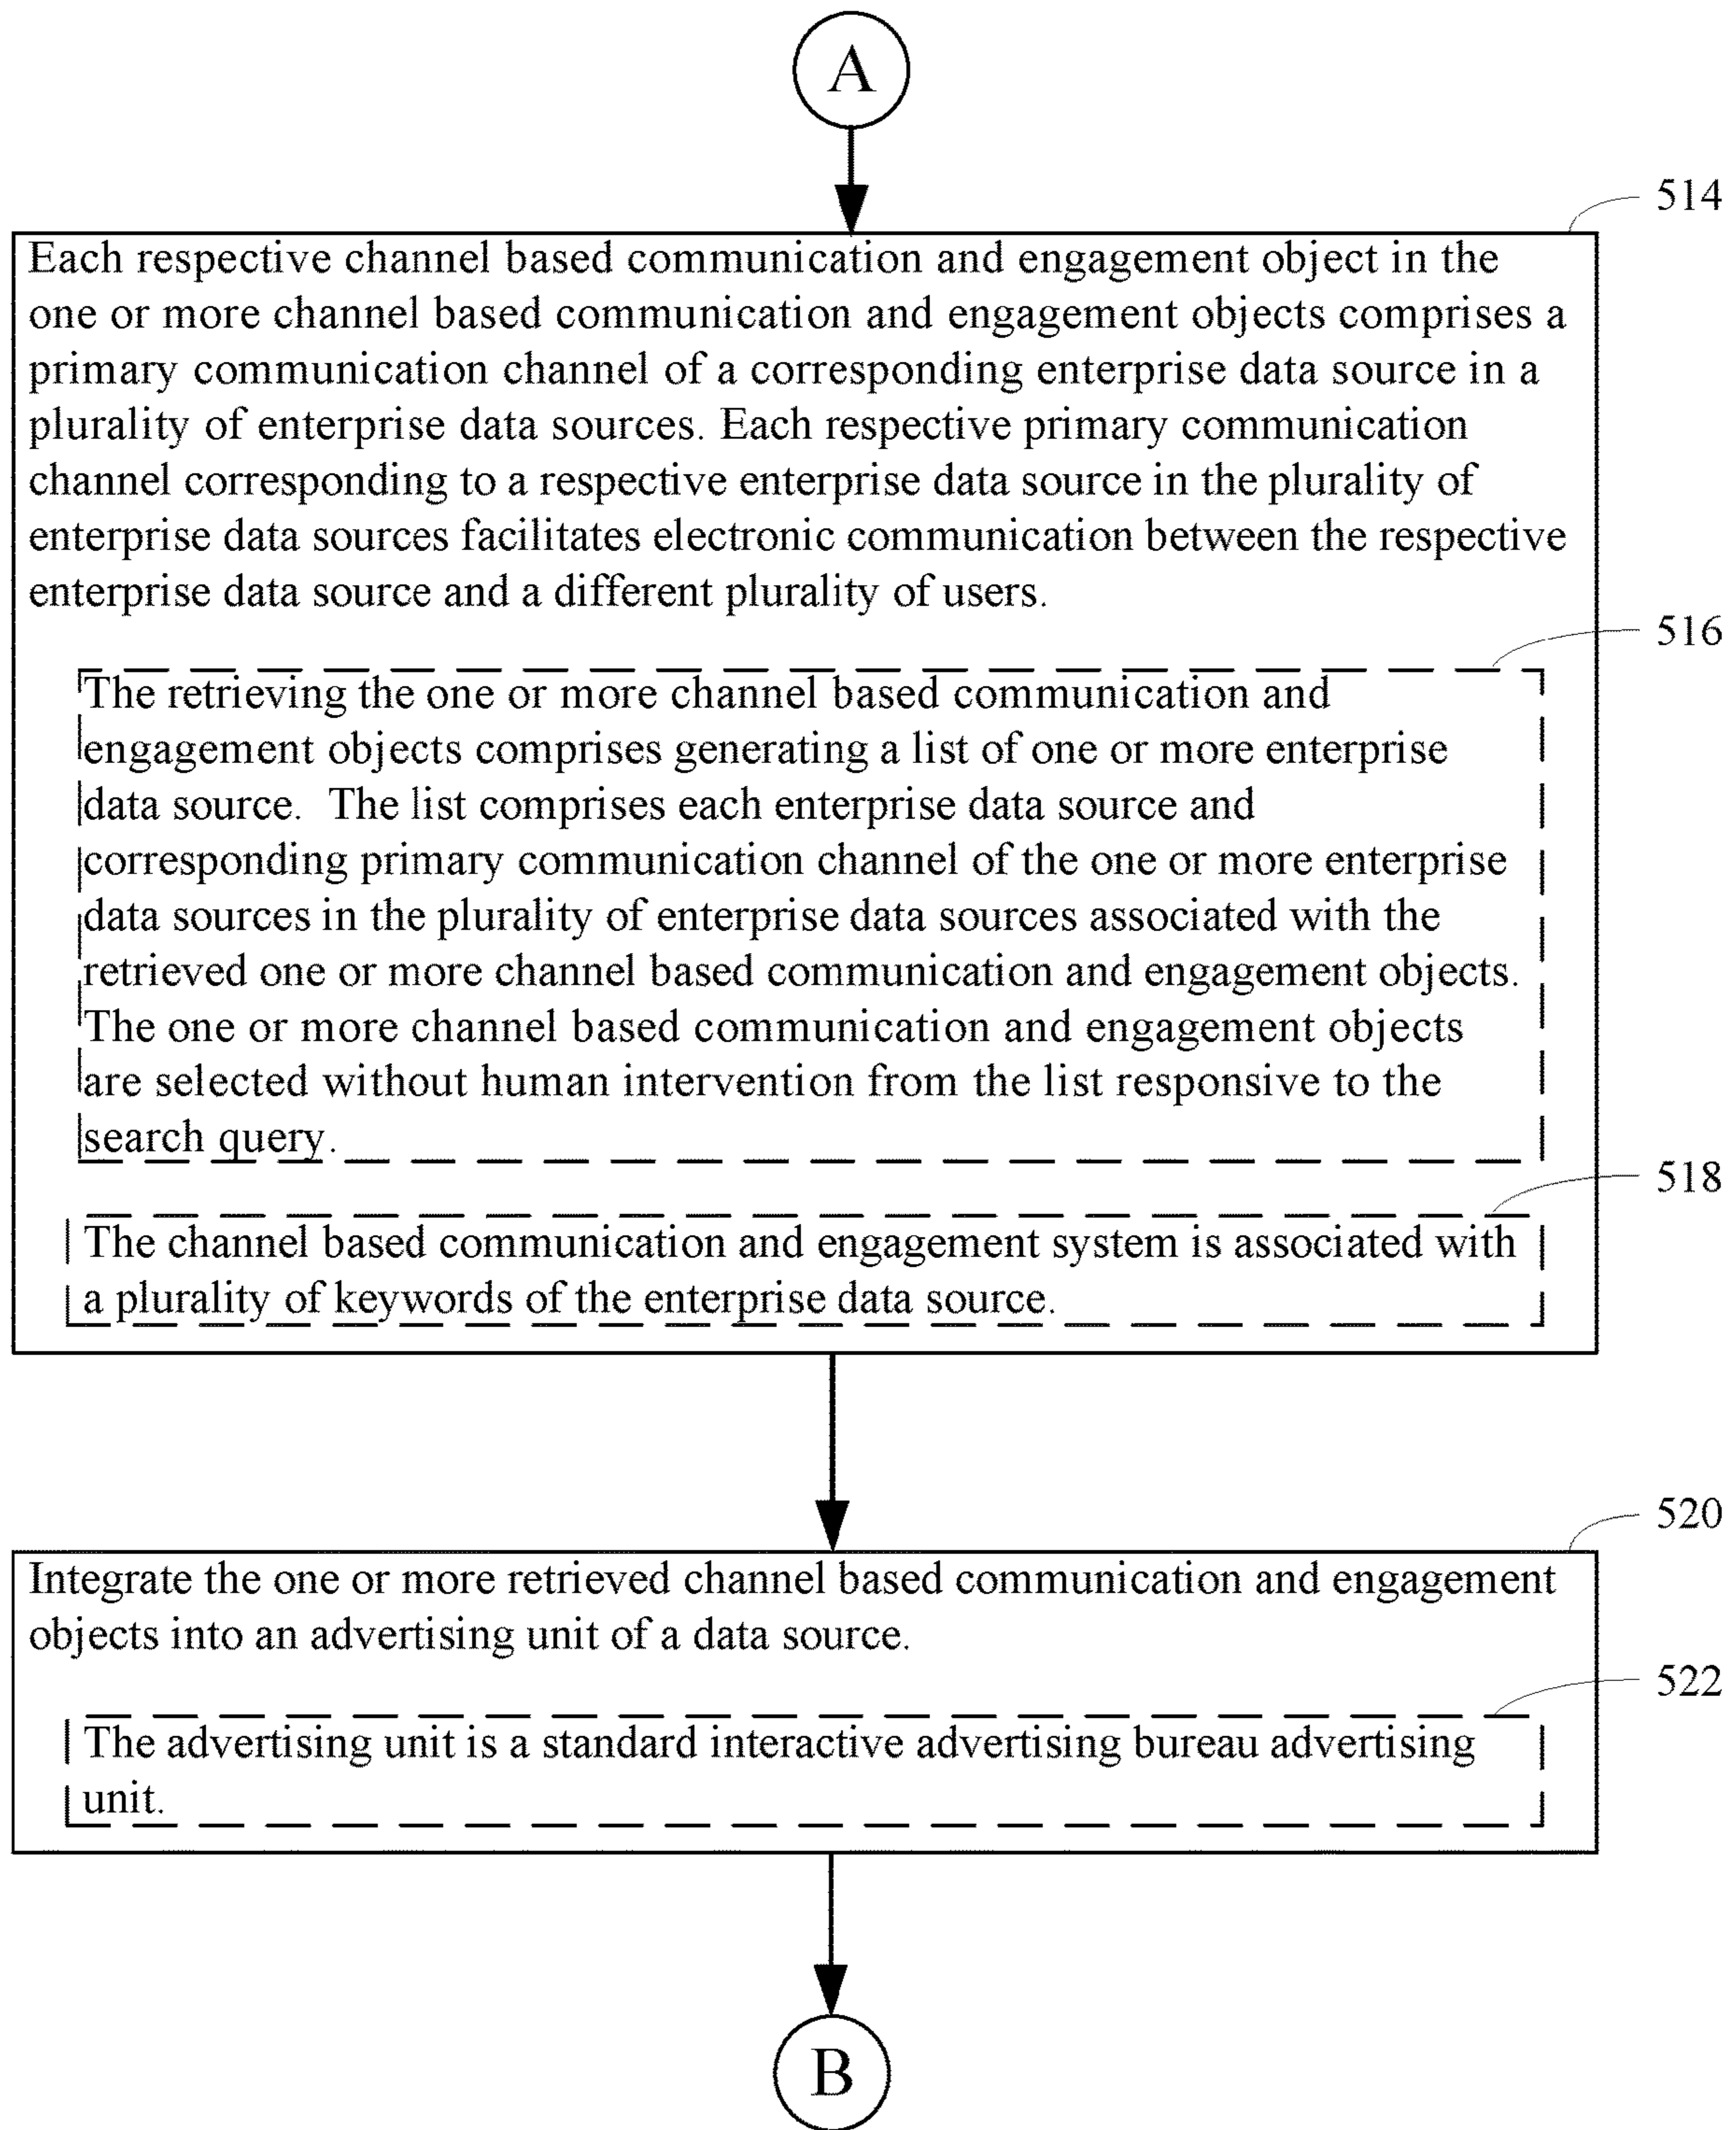 A
514
Each respective channel based communication and engagement object in the
one or more channel based communication and engagement objects comprises a
primary communication channel of a corresponding enterprise data source in a
plurality of enterprise data sources. Each respective primary communication
channel corresponding to a respective enterprise data source in the plurality of
enterprise data sources facilitates electronic communication between the respective
enterprise data source and a different plurality of users.
516
The retrieving the one or more channel based communication and
engagement objects comprises generating a list of one or more enterprise
data source. The list comprises each enterprise data source and
corresponding primary communication channel of the one or more enterprise
data sources in the plurality of enterprise data sources associated with the
retrieved one or more channel based communication and engagement objects.
The one or more channel based communication and engagement objects
are selected without human intervention from the list responsive to the
search query.
518
The channel based communication and engagement system is associated with
a plurality of keywords of the enterprise data source.
520
Integrate the one or more retrieved channel based communication and engagement
objects into an advertising unit of a data source.
522
The advertising unit is a standard interactive advertising bureau advertising
unit.
B